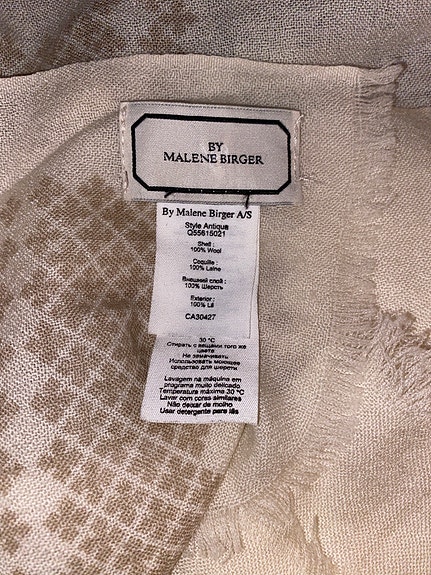 BY
MALENE BIRGER
By Malene Birger A/S
Style Antiqua
Q55615021
Shell :
100% Wool
Coquille :
100% Laine
Внешний слой :
100% Шерсть
Exterior :
100% Lã
CA30427
30 °C
Стирать с вещами того же
цвета
Не замачивать
Использовать моющее
средство для шерсти
Lavagem na máquina em
programa muito delicado
Temperatura máxima 30 °C
Lavar com cores similares
Não deixar de molho
Usar detergente para lãs